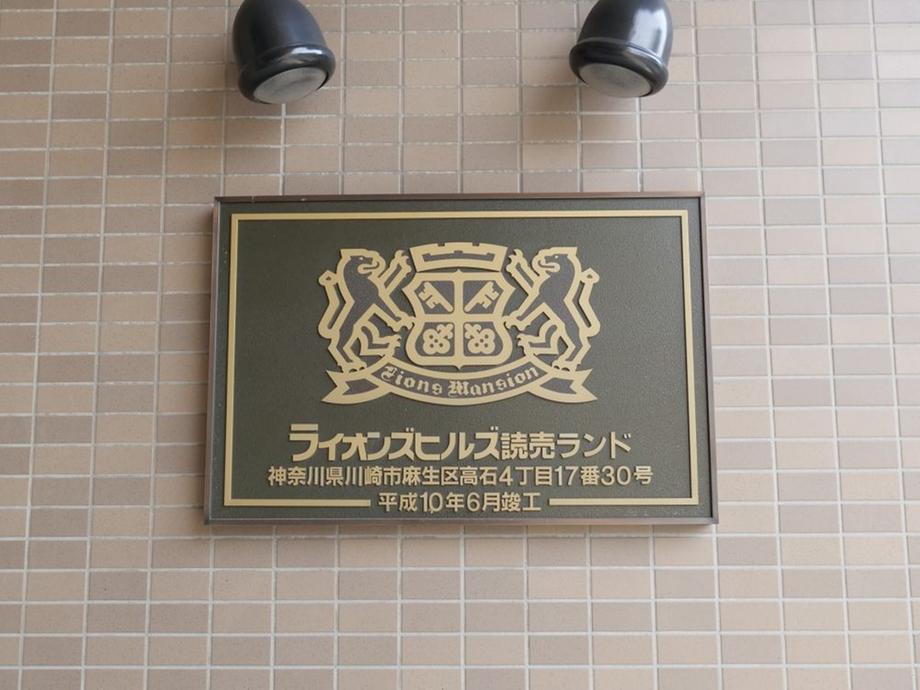 Lions Mansion
ライオンズヒルズ読売ランド
神奈川県川崎市麻生区高石4丁目17番30号
平成10年6月竣工